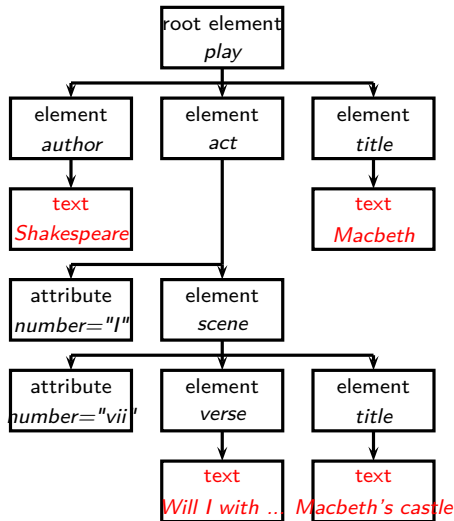 root element
play
element
author
element
act
element
title
text
Shakespeare
text
Macbeth
attribute
number="I"
element
scene
attribute
number="vii"
element
verse
element
title
text
Will I with ...
text
Macbeth's castle